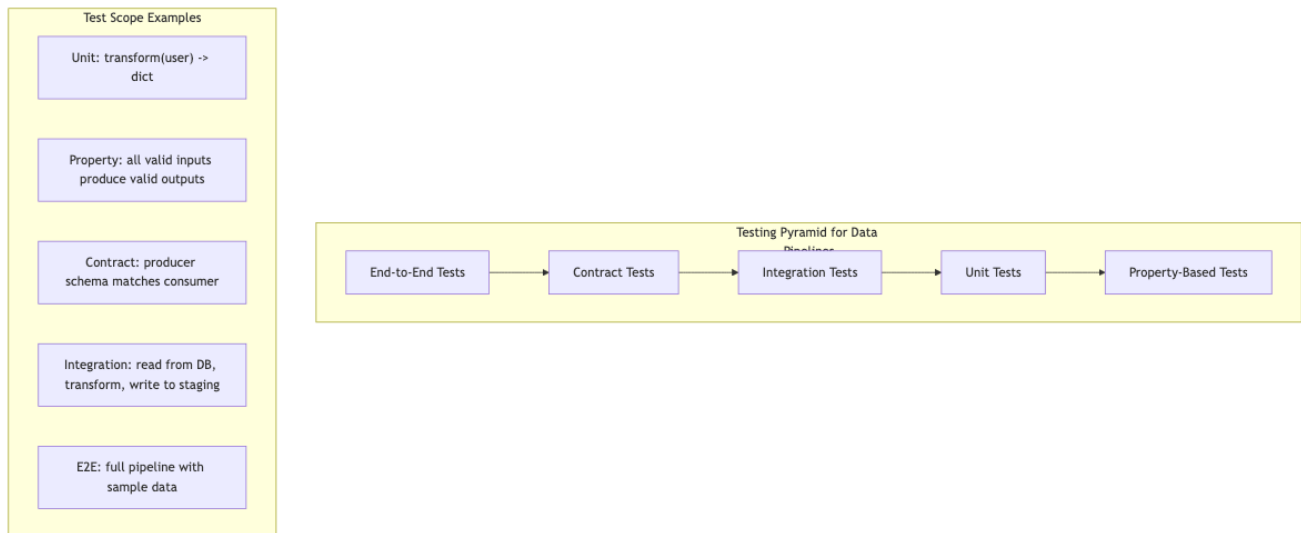 Test Scope Examples
Unit: transform(user) ->
dict
Property: all valid inputs
produce valid outputs
Contract: producer
schema matches consumer
Integration: read from DB,
transform, write to staging
E2E: full pipeline with
sample data
Testing Pyramid for Data
Pipelines
End-to-End Tests
Contract Tests
Integration Tests
Unit Tests
Property-Based Tests